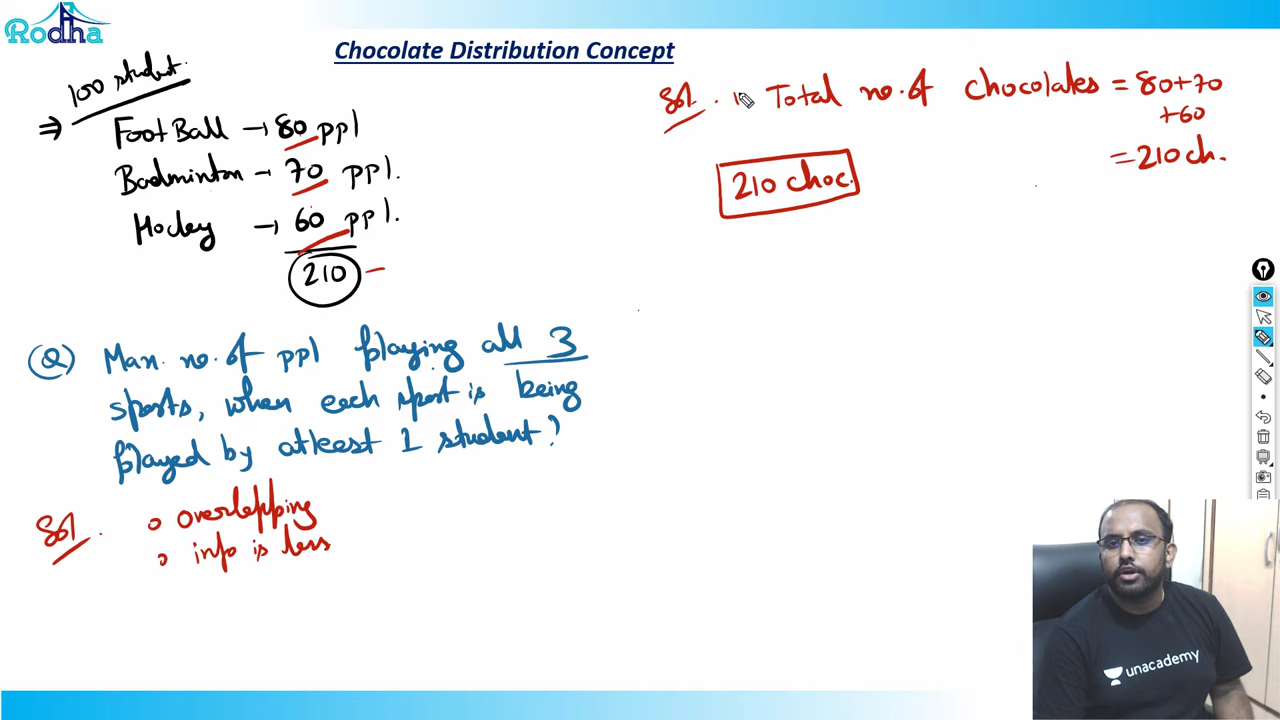 Rodha
Chocolate Distribution Concept
100 student.
⇒ FootBall → 80 ppl
Badminton → 70 ppl.
Hockey → 60 ppl.
210 -
Q Max. no. of ppl playing all 3
sports, when each sport is being
played by atleast 1 student?
Sol. o overlapping
o info is less
Sol. 1 Total no. of chocolates = 80+70
+60
= 210 ch.
210 choc.
unacademy